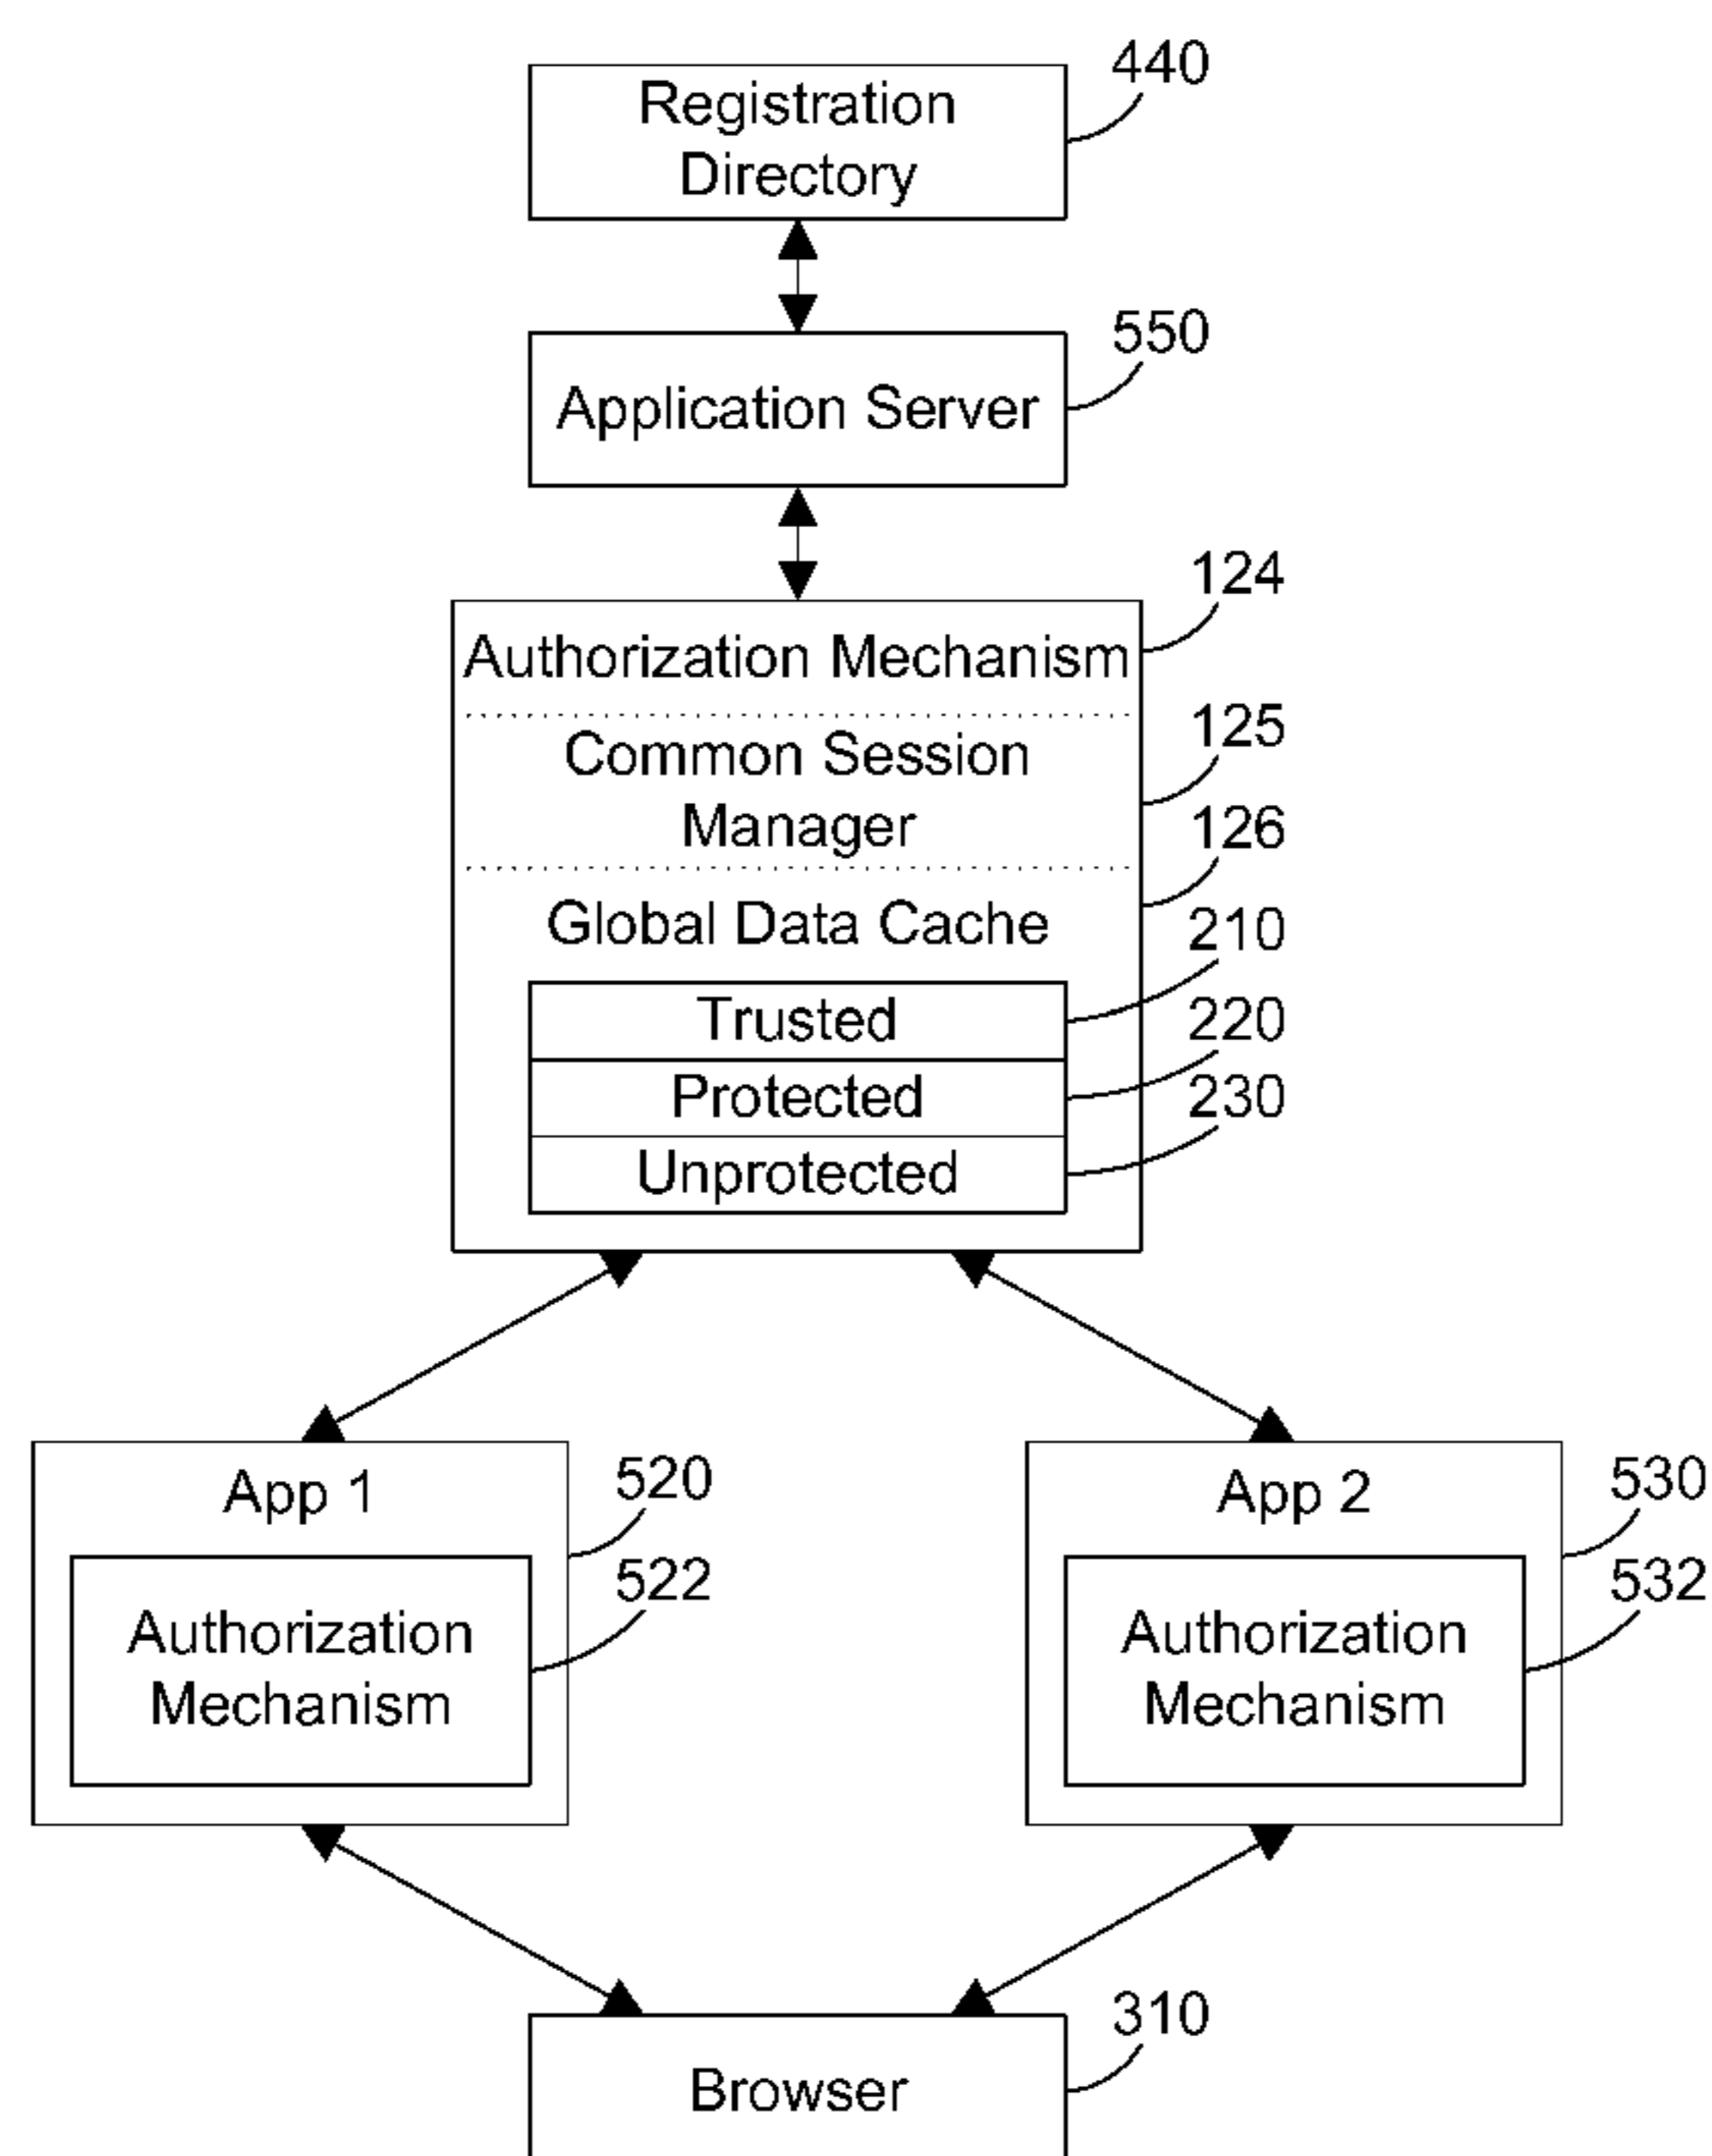 440
Registration
Directory
550
Application Server
124
Authorization Mechanism
125
Common Session
Manager
126
Global Data Cache
210
Trusted
220
Protected
230
Unprotected
App 1
520
522
Authorization
Mechanism
App 2
530
532
Authorization
Mechanism
310
Browser